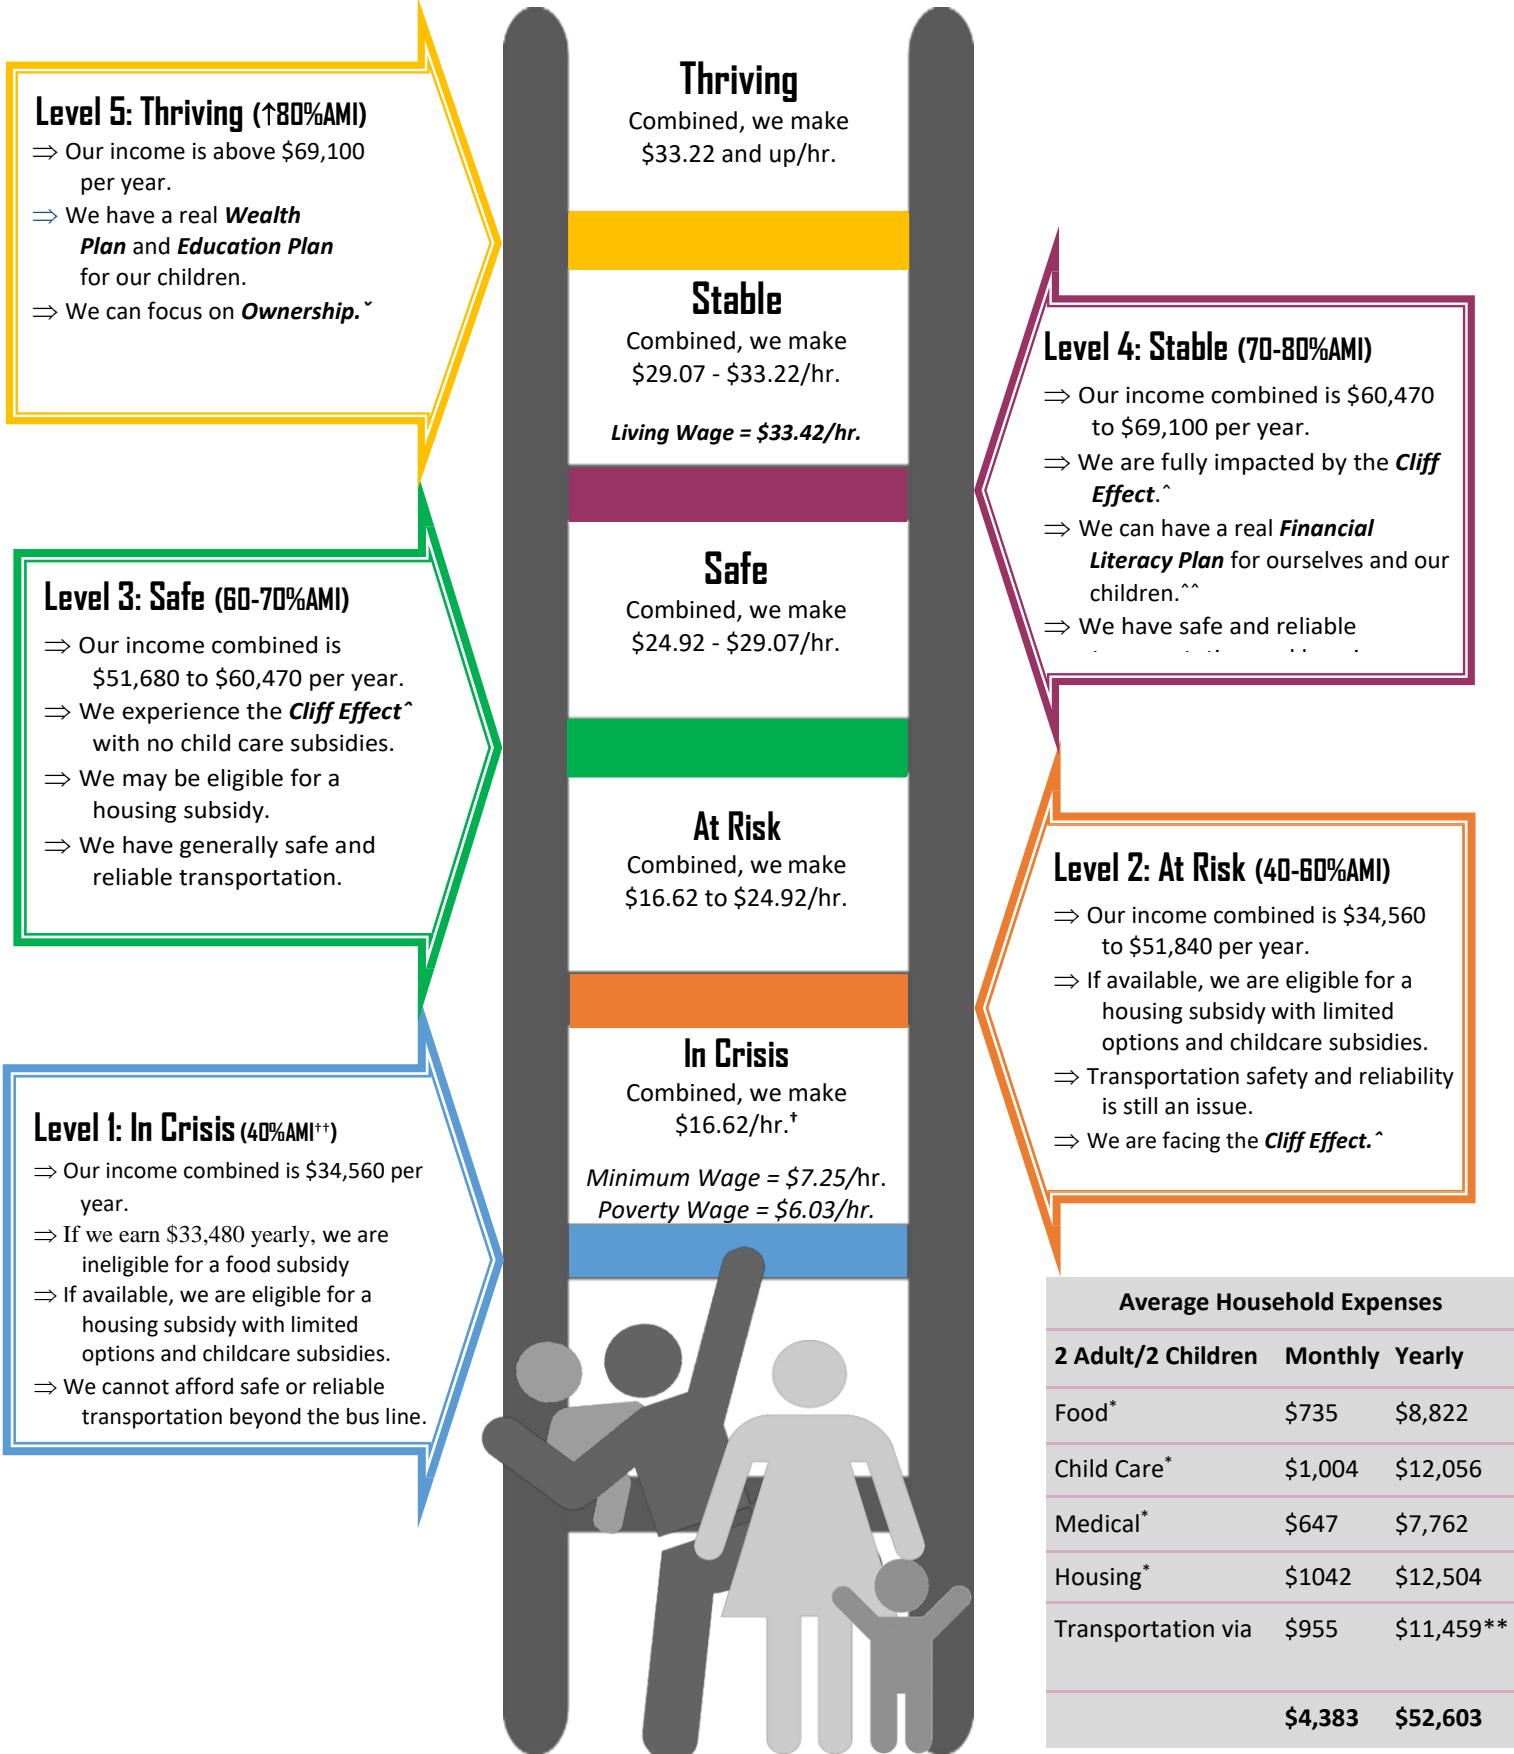 Level 5: Thriving (↑80%AMI)
⇒ Our income is above $69,100
per year.
⇒ We have a real Wealth
Plan and Education Plan
for our children.
⇒ We can focus on Ownership.ˇ
Thriving
Combined, we make
$33.22 and up/hr.
Stable
Combined, we make
$29.07 - $33.22/hr.
Living Wage = $33.42/hr.
Level 4: Stable (70-80%AMI)
⇒ Our income combined is $60,470
to $69,100 per year.
⇒ We are fully impacted by the Cliff
Effect.ˆ
⇒ We can have a real Financial
Literacy Plan for ourselves and our
children.ˆˆ
⇒ We have safe and reliable
Level 3: Safe (60-70%AMI)
⇒ Our income combined is
$51,680 to $60,470 per year.
⇒ We experience the Cliff Effectˆ
with no child care subsidies.
⇒ We may be eligible for a
housing subsidy.
⇒ We have generally safe and
reliable transportation.
Safe
Combined, we make
$24.92 - $29.07/hr.
At Risk
Combined, we make
$16.62 to $24.92/hr.
Level 2: At Risk (40-60%AMI)
⇒ Our income combined is $34,560
to $51,840 per year.
⇒ If available, we are eligible for a
housing subsidy with limited
options and childcare subsidies.
⇒ Transportation safety and reliability
is still an issue.
⇒ We are facing the Cliff Effect.ˆ
In Crisis
Combined, we make
$16.62/hr.†
Minimum Wage = $7.25/hr.
Poverty Wage = $6.03/hr.
Level 1: In Crisis (40%AMI††)
⇒ Our income combined is $34,560 per
year.
⇒ If we earn $33,480 yearly, we are
ineligible for a food subsidy
⇒ If available, we are eligible for a
housing subsidy with limited
options and childcare subsidies.
⇒ We cannot afford safe or reliable
transportation beyond the bus line.
Average Household Expenses
2 Adult/2 Children Monthly Yearly
Food* $735 $8,822
Child Care* $1,004 $12,056
Medical* $647 $7,762
Housing* $1042 $12,504
Transportation via $955 $11,459**
$4,383 $52,603